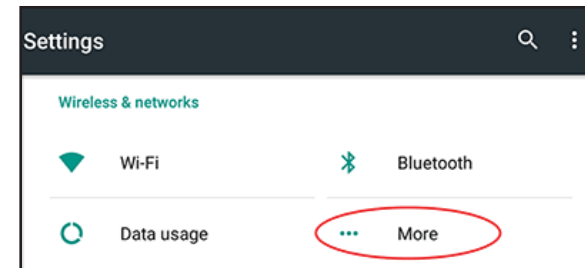 Settings
Wireless & networks
Wi-Fi
Bluetooth
Data usage
More